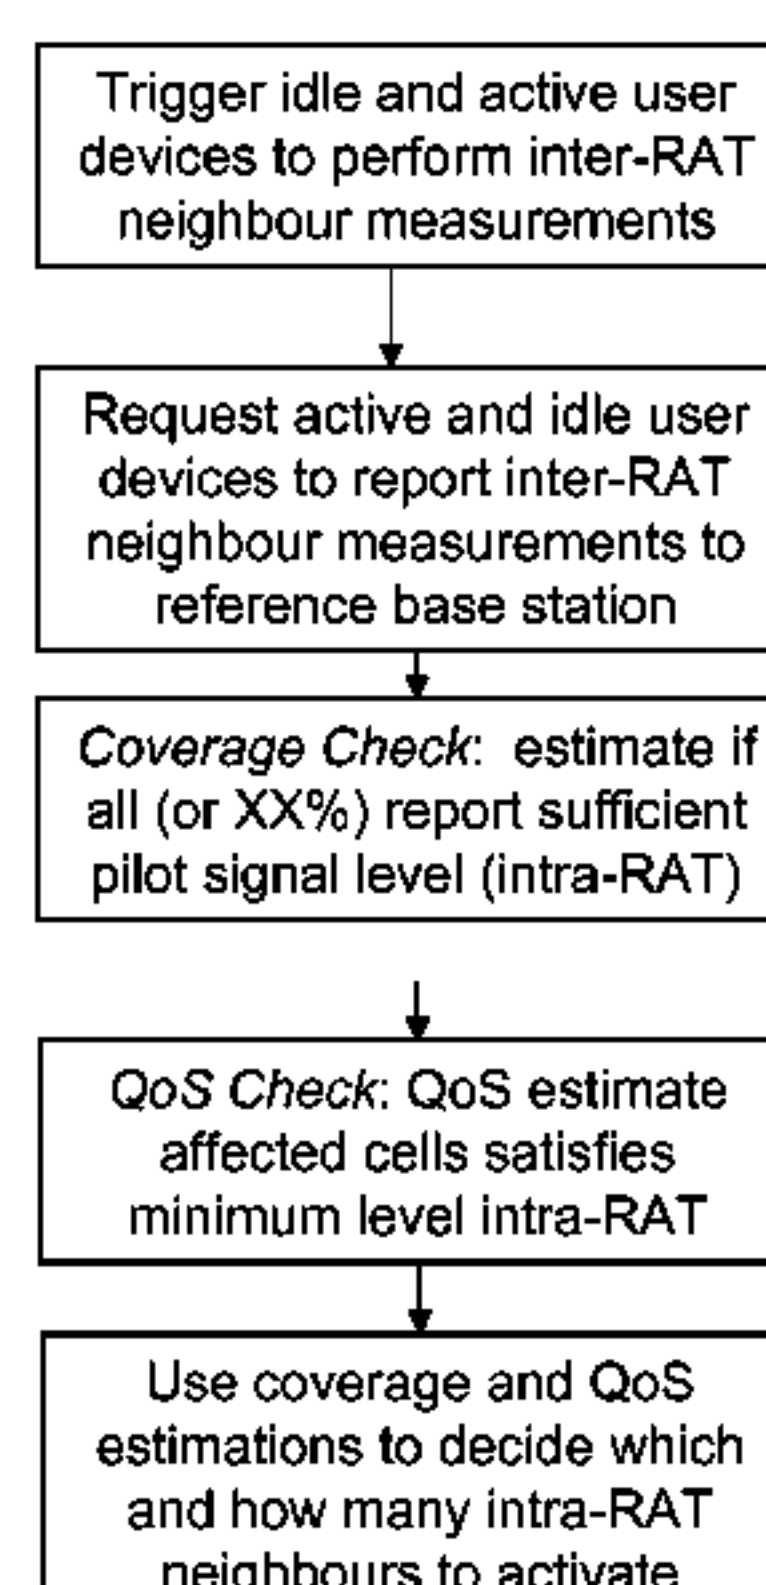 Trigger idle and active user
devices to perform inter-RAT
neighbour measurements
Request active and idle user
devices to report inter-RAT
neighbour measurements to
reference base station
Coverage Check: estimate if
all (or XX%) report sufficient
pilot signal level (intra-RAT)
QoS Check: QoS estimate
affected cells satisfies
minimum level intra-RAT
Use coverage and QoS
estimations to decide which
and how many intra-RAT
neighbours to activate